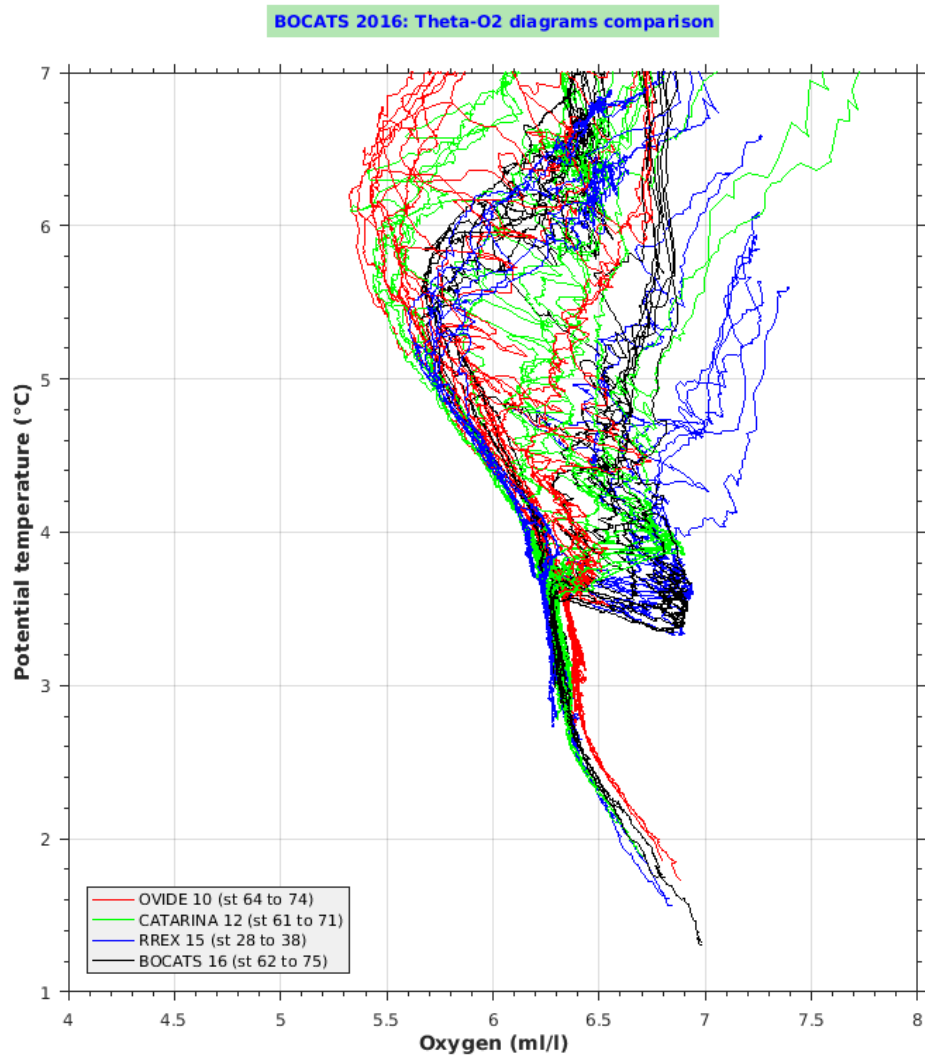 BOCATS 2016: Theta-O2 diagrams comparison
7
6
5
4
3
2
1
Potential temperature (°C)
OVIDE 10 (st 64 to 74)
CATARINA 12 (st 61 to 71)
RREX 15 (st 28 to 38)
BOCATS 16 (st 62 to 75)
4 4.5 5 5.5 6 6.5 7 7.5 8
Oxygen (ml/l)